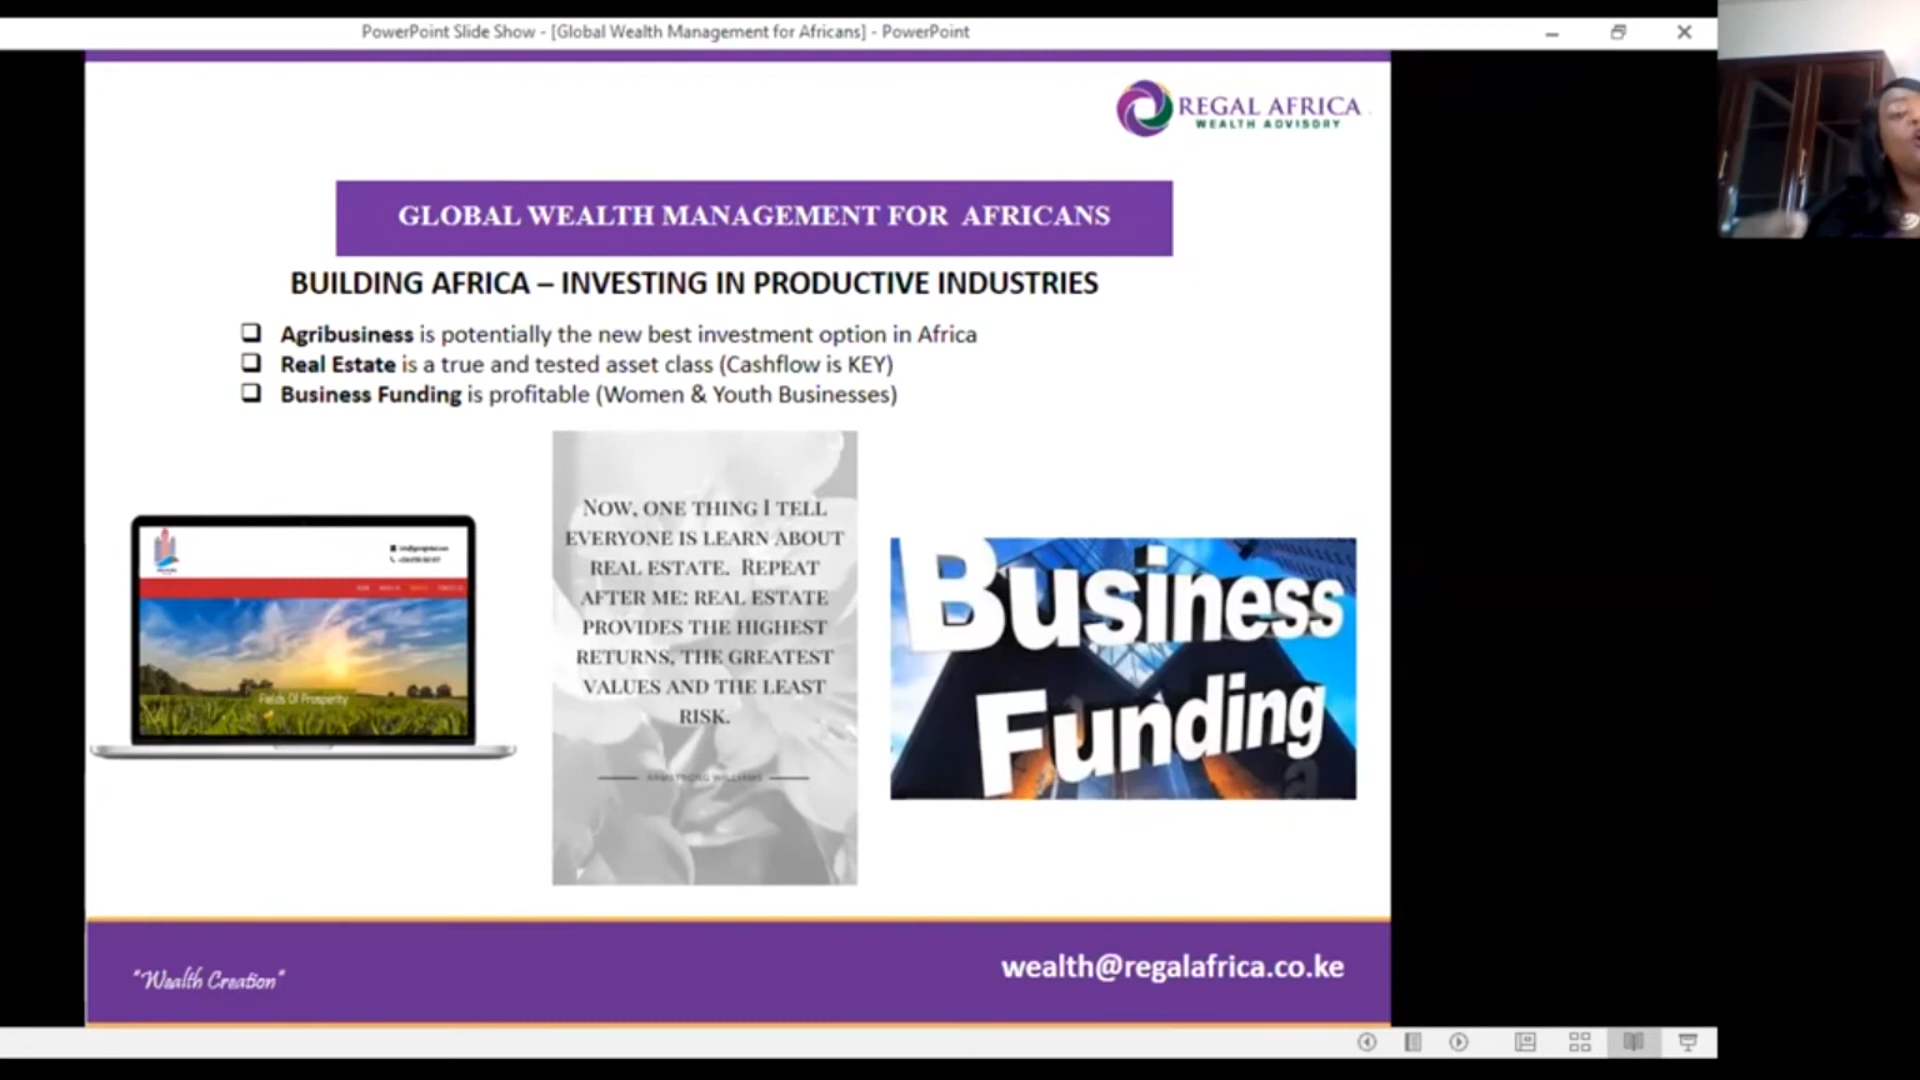 PowerPoint Slide Show - [Global Wealth Management for Africans] - PowerPoint
REGAL AFRICA
WEALTH ADVISORY
GLOBAL WEALTH MANAGEMENT FOR AFRICANS
BUILDING AFRICA – INVESTING IN PRODUCTIVE INDUSTRIES
Agribusiness is potentially the new best investment option in Africa
Real Estate is a true and tested asset class (Cashflow is KEY)
Business Funding is profitable (Women & Youth Businesses)
Fields Of Prosperity
NOW, ONE THING I TELL
EVERYONE IS LEARN ABOUT
REAL ESTATE. REPEAT
AFTER ME: REAL ESTATE
PROVIDES THE HIGHEST
RETURNS, THE GREATEST
VALUES AND THE LEAST
RISK.
ARMSTRONG WILLIAMS
Business
Funding
"Wealth Creation"
wealth@regalafrica.co.ke